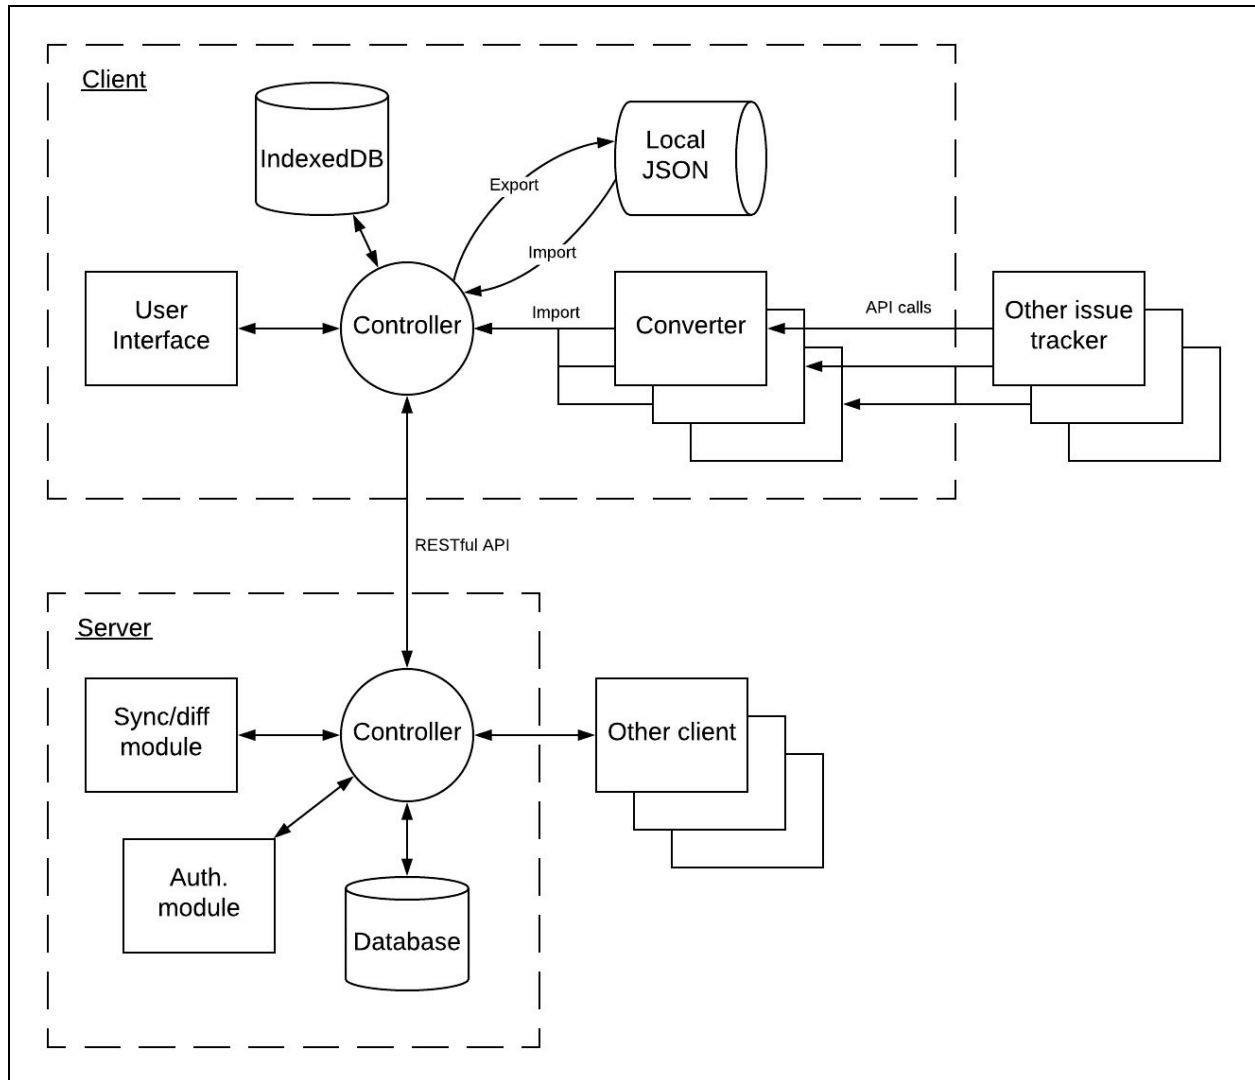 Client
IndexedDB
Local
JSON
Export
Import
User
Interface
Controller
Import
Converter
API calls
Other issue
tracker
RESTful API
Server
Sync/diff
module
Controller
Other client
Auth.
module
Database